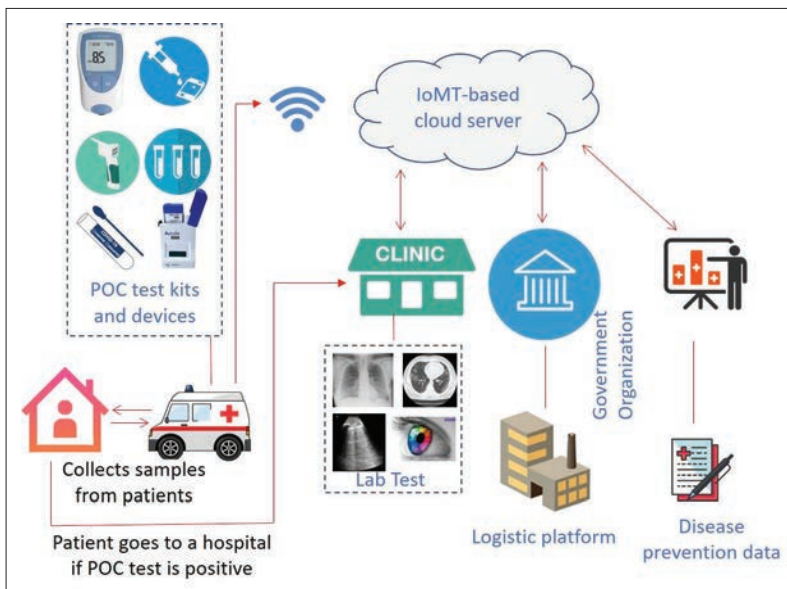 85
IoMT-based
cloud server
CLINIC
POC test kits
and devices
Government
Organization
Collects samples
from patients
Lab Test
Logistic platform
Disease
prevention data
Patient goes to a hospital
if POC test is positive